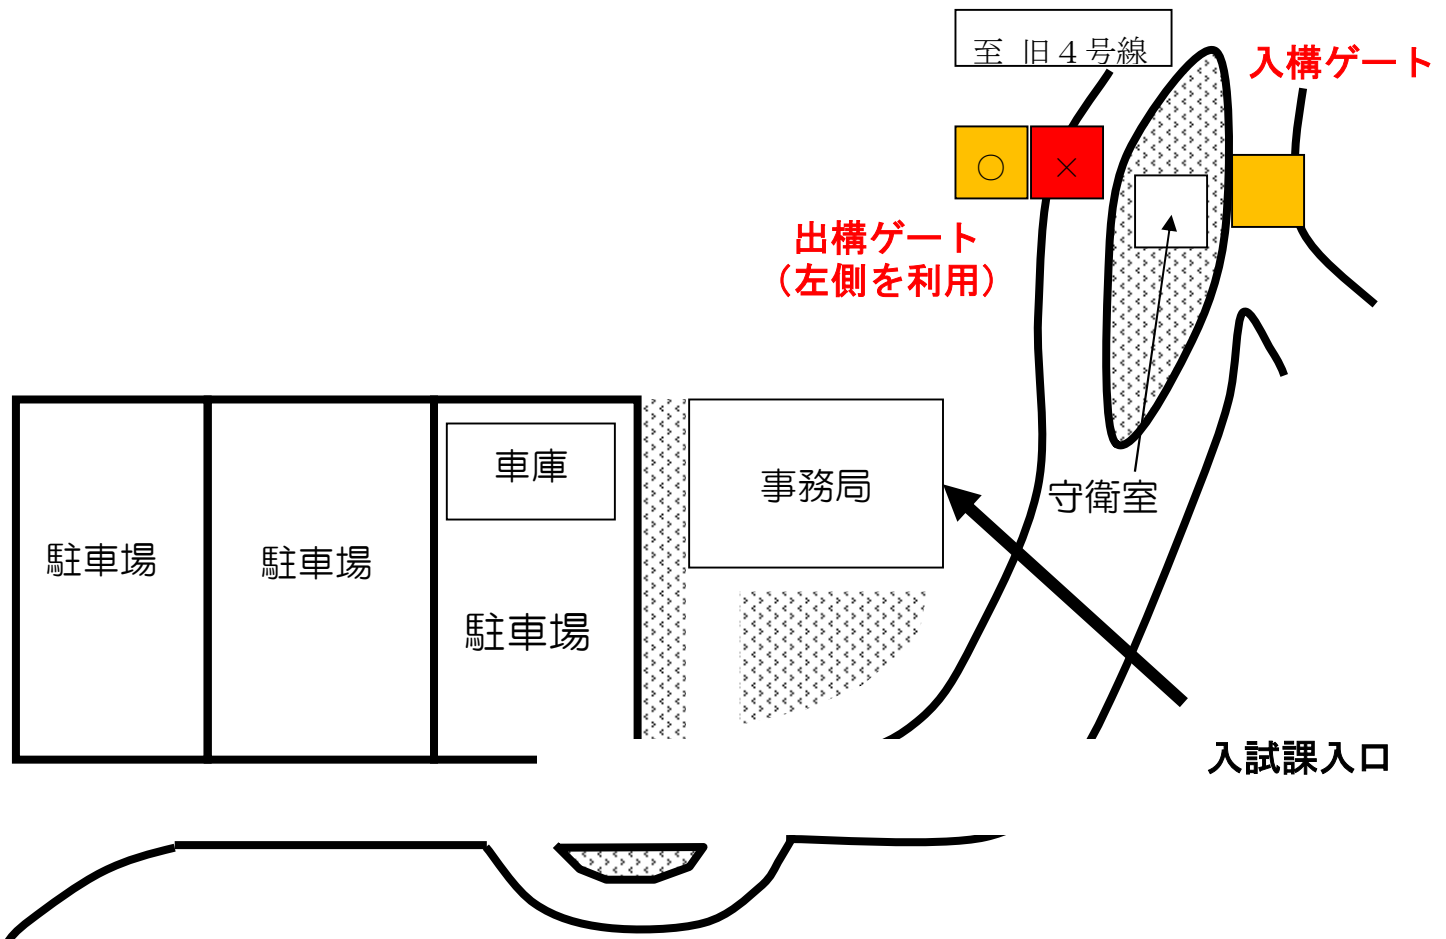 至 旧４号線
入構ゲート
○
×
出構ゲート
（左側を利用）
車庫
事務局
守衛室
駐車場
駐車場
駐車場
入試課入口